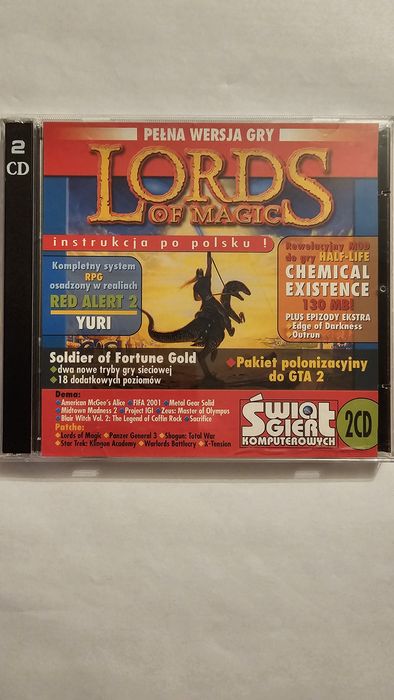 2
CD
PEŁNA WERSJA GRY
LORDS
OF MAGIC
instrukcja po polsku !
Kompletny system
RPG
osadzony w realiach
RED ALERT 2
YURI
Rewelacyjny MOD
do gry HALF-LIFE
CHEMICAL
EXISTENCE
130 MB!
PLUS EPIZODY EKSTRA
Edge of Darkness
Outrun
Soldier of Fortune Gold
dwa nowe tryby gry sieciowej
18 dodatkowych poziomów
Pakiet polonizacyjny
do GTA 2
Dema:
American McGee's Alice FIFA 2001 Metal Gear Solid
Midtown Madness 2 Project IGI Zeus: Master of Olympus
Blair Witch Vol. 2: The Legend of Coffin Rock Sacrifice
Patche:
Lords of Magic Panzer General 3 Shogun: Total War
Star Trek: Klingon Academy Warlords Battlecry X-Tension
ŚWIAT
GIER
KOMPUTEROWYCH
2CD